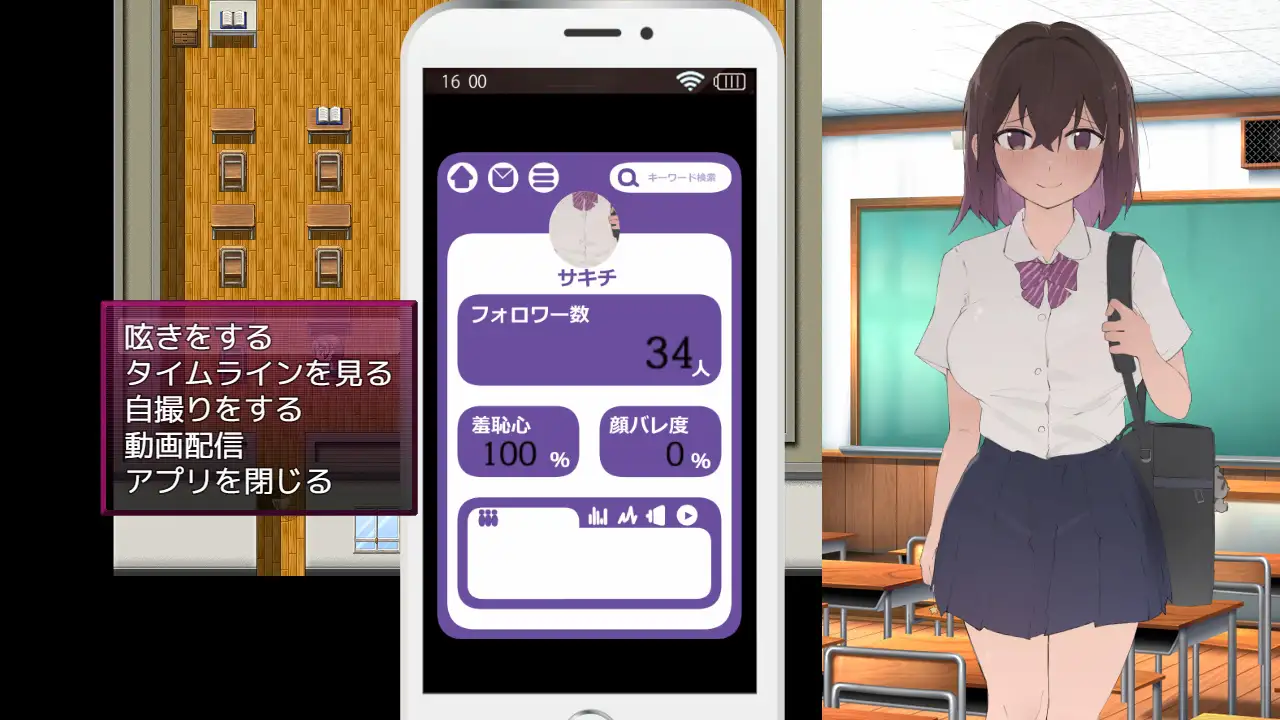 16 00
キーワード検索
サキチ
フォロワー数
34人
羞恥心
100 %
顔バレ度
0 %
呟きをする
タイムラインを見る
自撮りをする
動画配信
アプリを閉じる